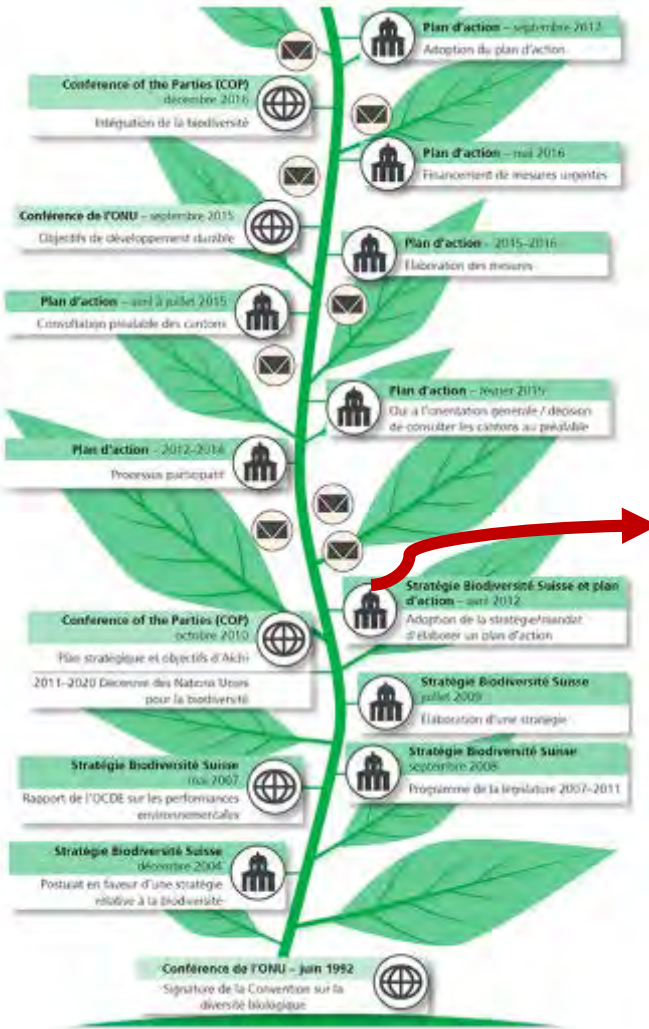 Plan d'action – septembre 2017
Adoption du plan d'action
Conference of the Parties (COP)
décembre 2016
Intégration de la biodiversité
Plan d'action – mai 2016
Financement de mesures urgentes
Conférence de l'ONU – septembre 2015
Objectifs de développement durable
Plan d'action – 2015–2016
Elaboration des mesures
Plan d'action – avril à juillet 2015
Consultation préalable des cantons
Plan d'action – février 2015
Oui à l'orientation générale / décision
de consulter les cantons au préalable
Plan d'action – 2012–2014
Processus participatif
Stratégie Biodiversité Suisse et plan
d'action – avril 2012
Adoption de la stratégie/mandat
d'élaborer un plan d'action
Conference of the Parties (COP)
octobre 2010
Plan stratégique et objectifs d'Aichi
2011–2020 Décennie des Nations Unies
pour la biodiversité
Stratégie Biodiversité Suisse
juillet 2009
Elaboration d'une stratégie
Stratégie Biodiversité Suisse
septembre 2008
Programme de la législature 2007–2011
Stratégie Biodiversité Suisse
mai 2007
Rapport de l'OCDE sur les performances
environnementales
Stratégie Biodiversité Suisse
décembre 2004
Postulat en faveur d'une stratégie
relative à la biodiversité
Conférence de l'ONU – juin 1992
Signature de la Convention sur la
diversité biologique